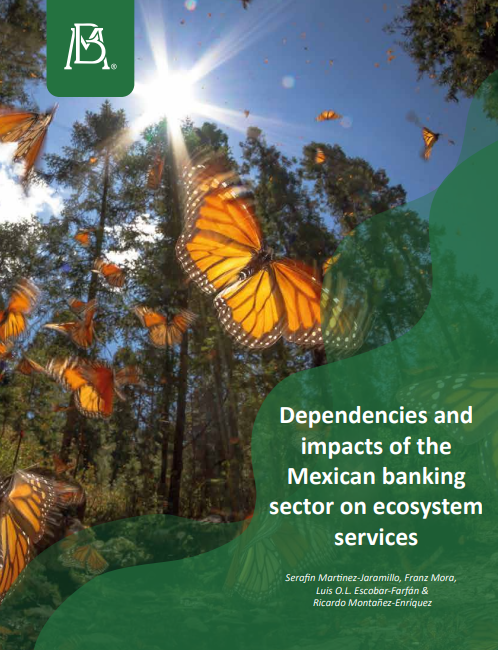 BM
®
Dependencies and
impacts of the
Mexican banking
sector on ecosystem
services
Serafín Martínez-Jaramillo, Franz Mora,
Luis O.L. Escobar-Farfán &
Ricardo Montañez-Enríquez